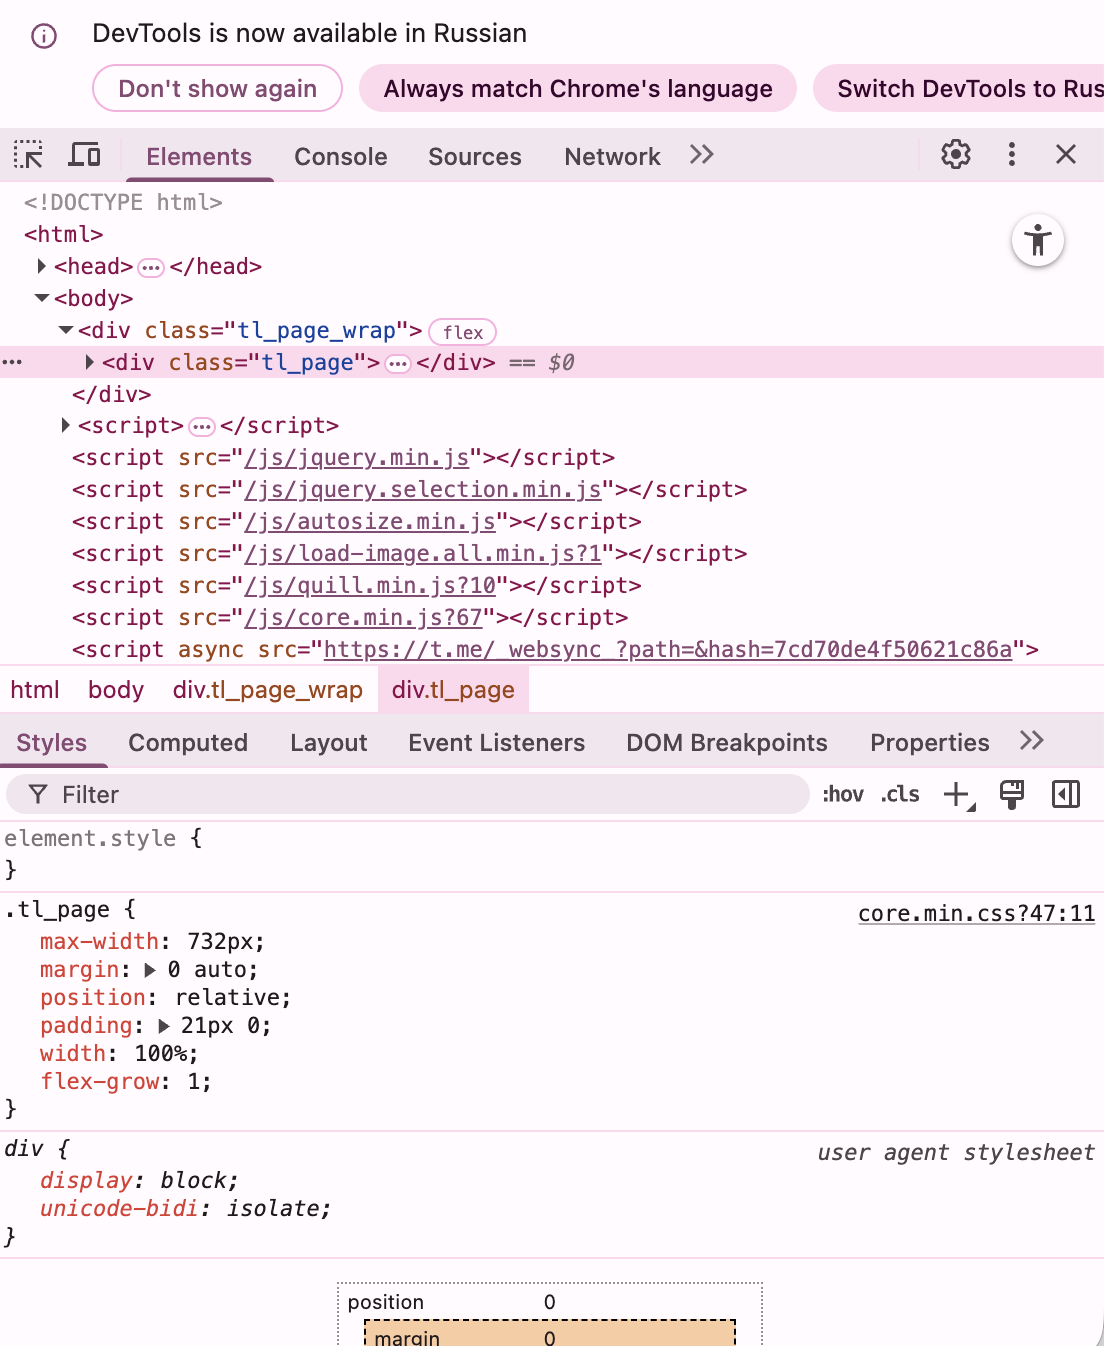 DevTools is now available in Russian
Don't show again Always match Chrome's language Switch DevTools to Rus
Elements Console Sources Network
<!DOCTYPE html>
<html>
<head> ••• </head>
<body>
<div class="tl_page_wrap"> flex
••• <div class="tl_page"> ••• </div> == $0
</div>
<script> ••• </script>
<script src="/js/jquery.min.js"></script>
<script src="/js/jquery.selection.min.js"></script>
<script src="/js/autosize.min.js"></script>
<script src="/js/load-image.all.min.js?1"></script>
<script src="/js/quill.min.js?10"></script>
<script src="/js/core.min.js?67"></script>
<script async src="https://t.me/_websync_?path=&hash=7cd70de4f50621c86a">
html body div.tl_page_wrap div.tl_page
Styles Computed Layout Event Listeners DOM Breakpoints Properties
Filter :hov .cls
element.style {
}
.tl_page { core.min.css?47:11
max-width: 732px;
margin: 0 auto;
position: relative;
padding: 21px 0;
width: 100%;
flex-grow: 1;
}
div { user agent stylesheet
display: block;
unicode-bidi: isolate;
}
position 0
margin 0